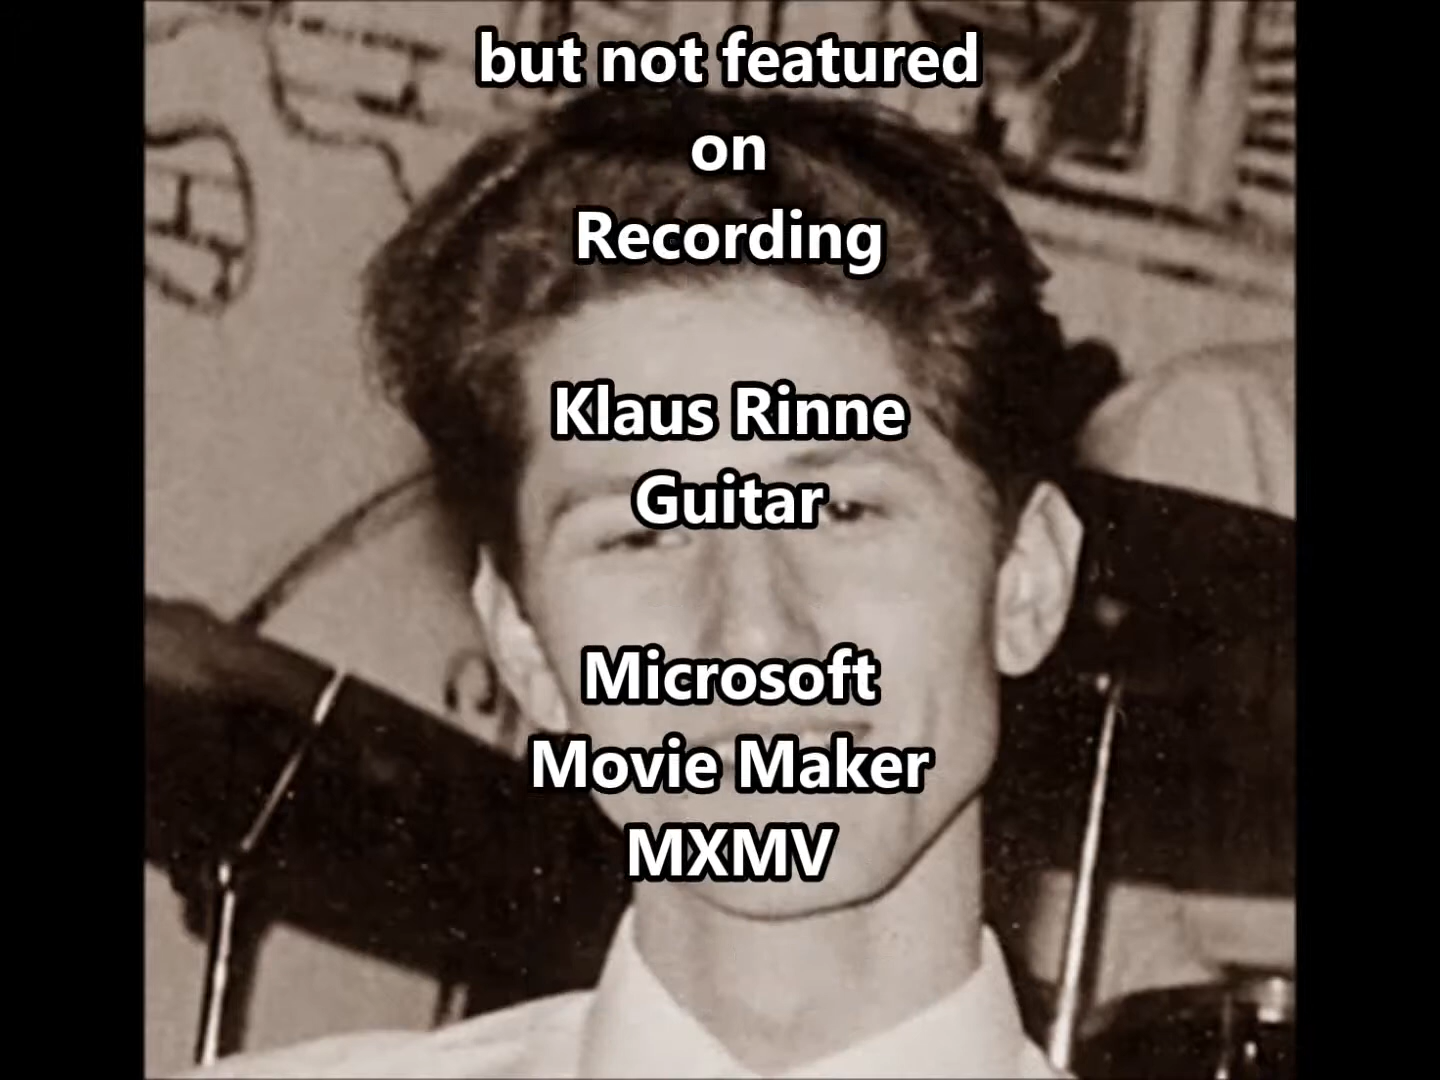 but not featured
on
Recording
Klaus Rinne
Guitar
Microsoft
Movie Maker
MXMV